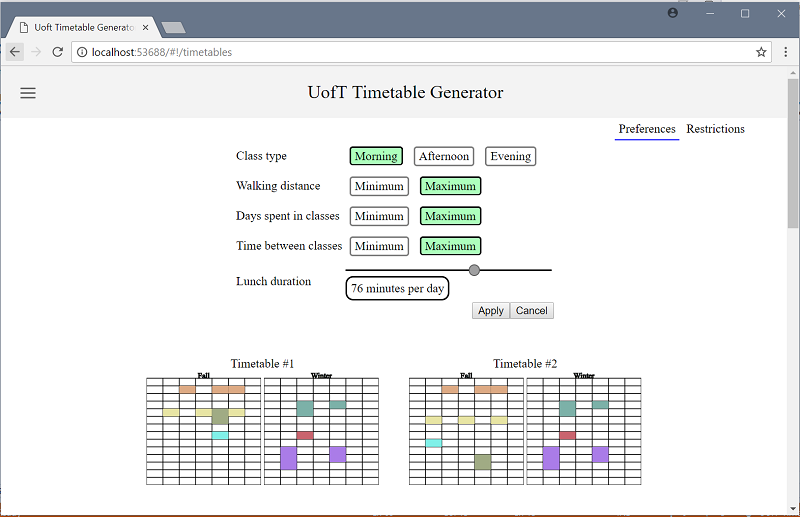 Uoft Timetable Generato
localhost:53688/#!/timetables
UofT Timetable Generator
Preferences Restrictions
Class type Morning Afternoon Evening
Walking distance Minimum Maximum
Days spent in classes Minimum Maximum
Time between classes Minimum Maximum
Lunch duration
76 minutes per day
Apply Cancel
Timetable #1 Timetable #2
Fall Winter Fall Winter